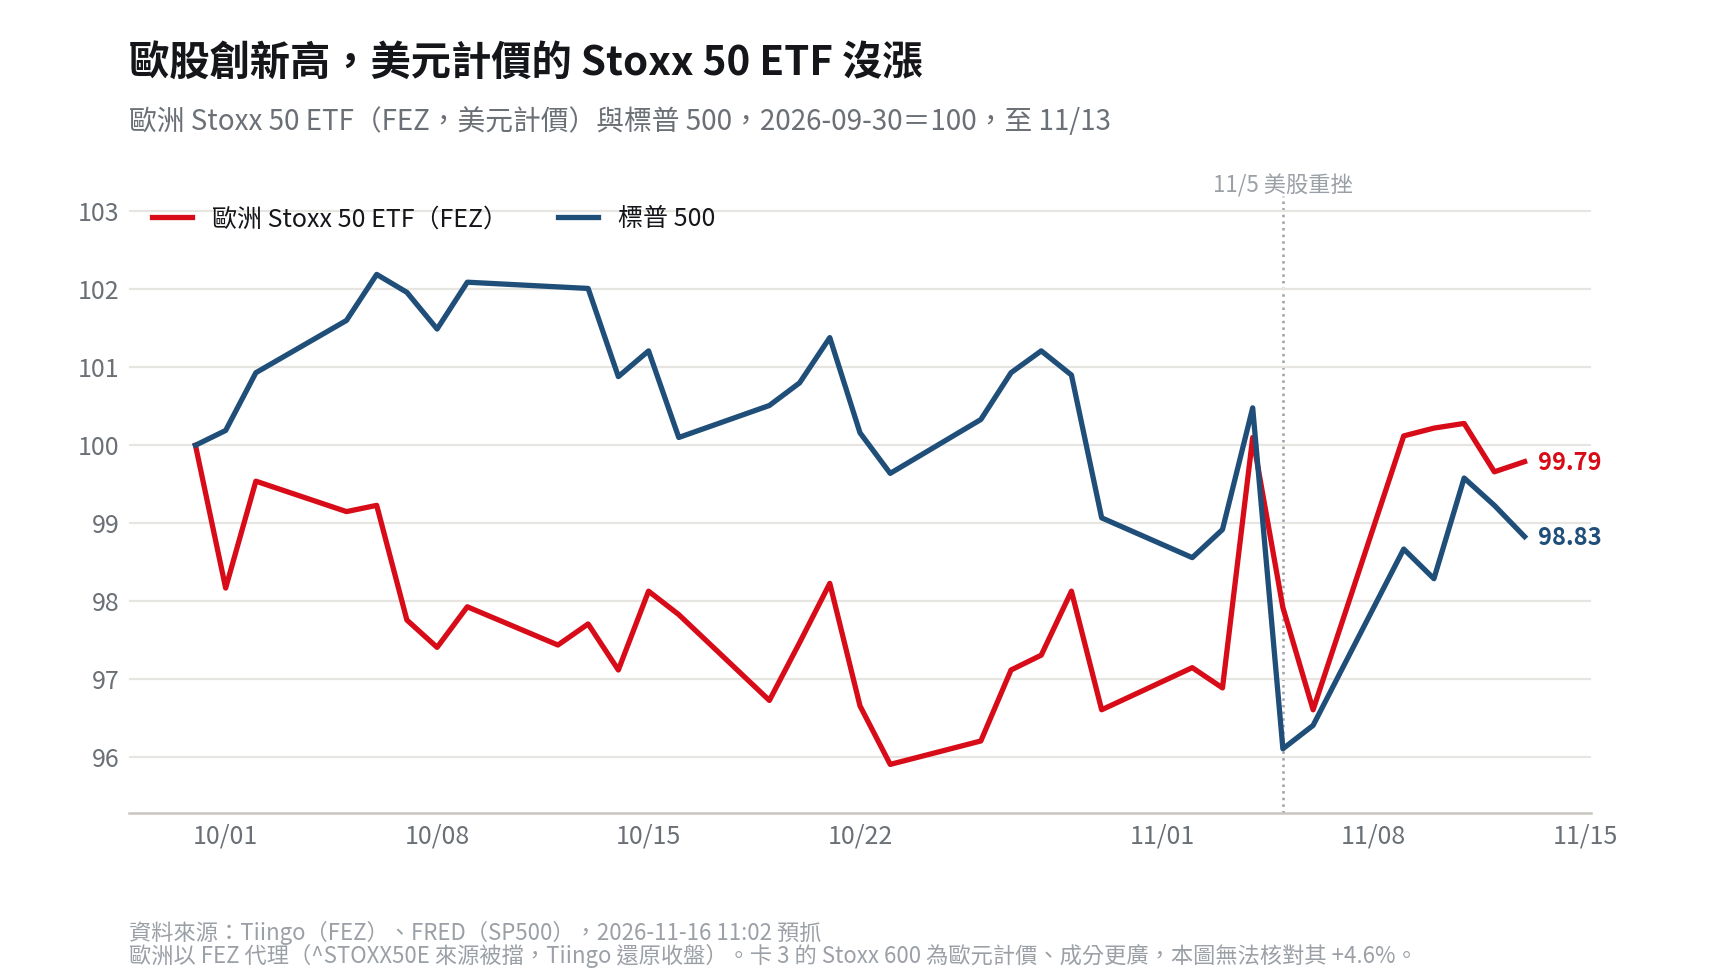 歐股創新高，美元計價的 Stoxx 50 ETF 沒漲
歐洲 Stoxx 50 ETF（FEZ，美元計價）與標普 500，2026-09-30＝100，至 11/13
11/5 美股重挫
歐洲 Stoxx 50 ETF（FEZ）
標普 500
103
102
101
100
99
98
97
96
99.79
98.83
10/01
10/08
10/15
10/22
11/01
11/08
11/15
資料來源：Tiingo（FEZ）、FRED（SP500），2026-11-16 11:02 預抓
歐洲以 FEZ 代理（^STOXX50E 來源被擋，Tiingo 還原收盤）。卡 3 的 Stoxx 600 為歐元計價、成分更廣，本圖無法核對其 +4.6%。